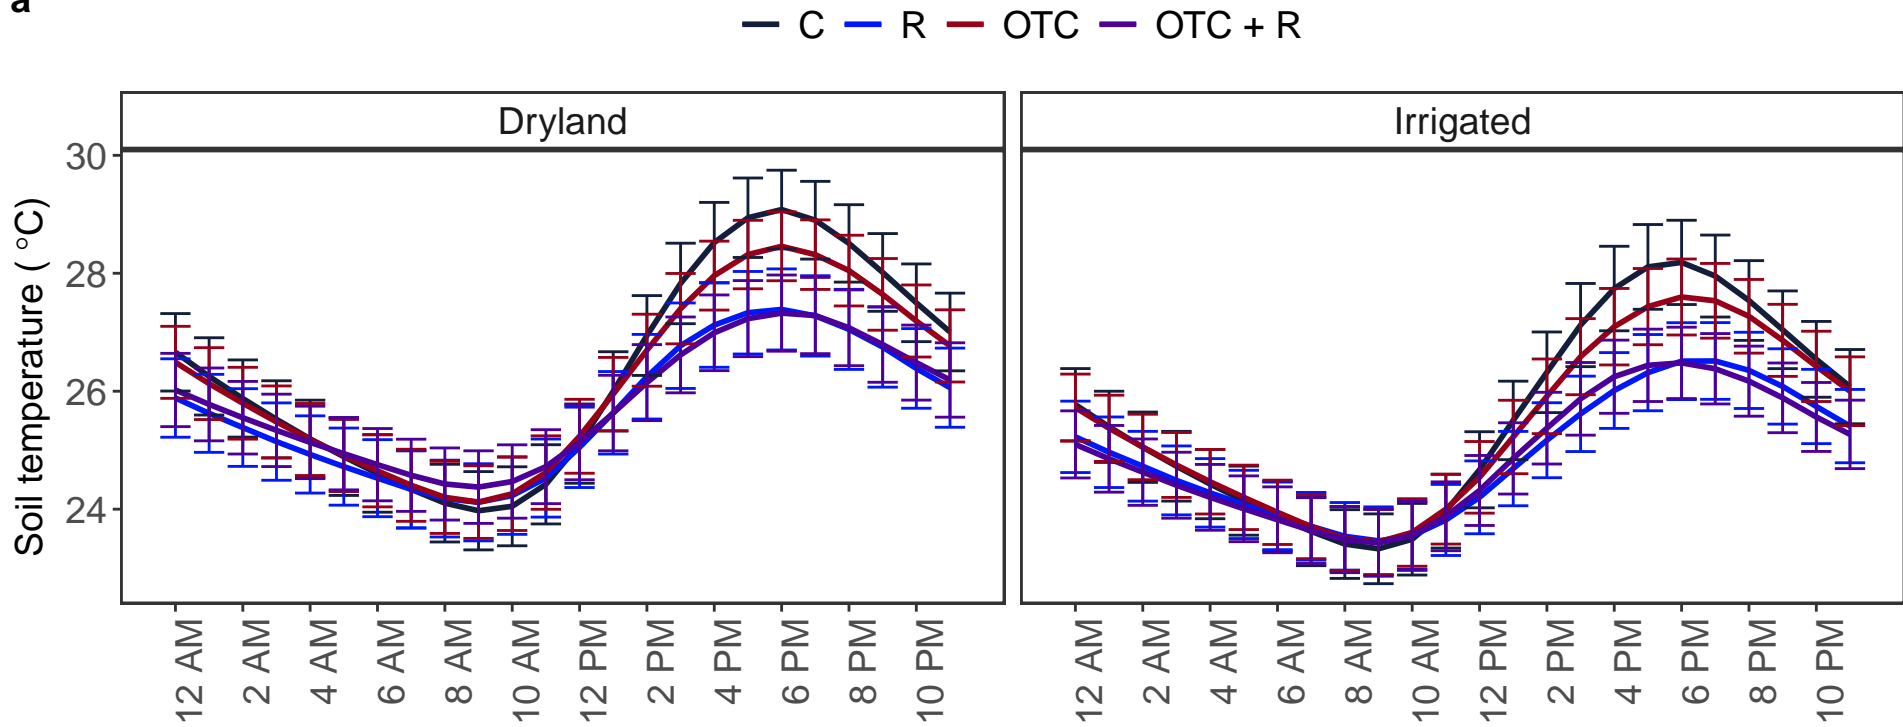 a
C R OTC OTC + R
Dryland
Irrigated
Soil temperature ( °C)
30
28
26
24
12 AM
2 AM
4 AM
6 AM
8 AM
10 AM
12 PM
2 PM
4 PM
6 PM
8 PM
10 PM
12 AM
2 AM
4 AM
6 AM
8 AM
10 AM
12 PM
2 PM
4 PM
6 PM
8 PM
10 PM